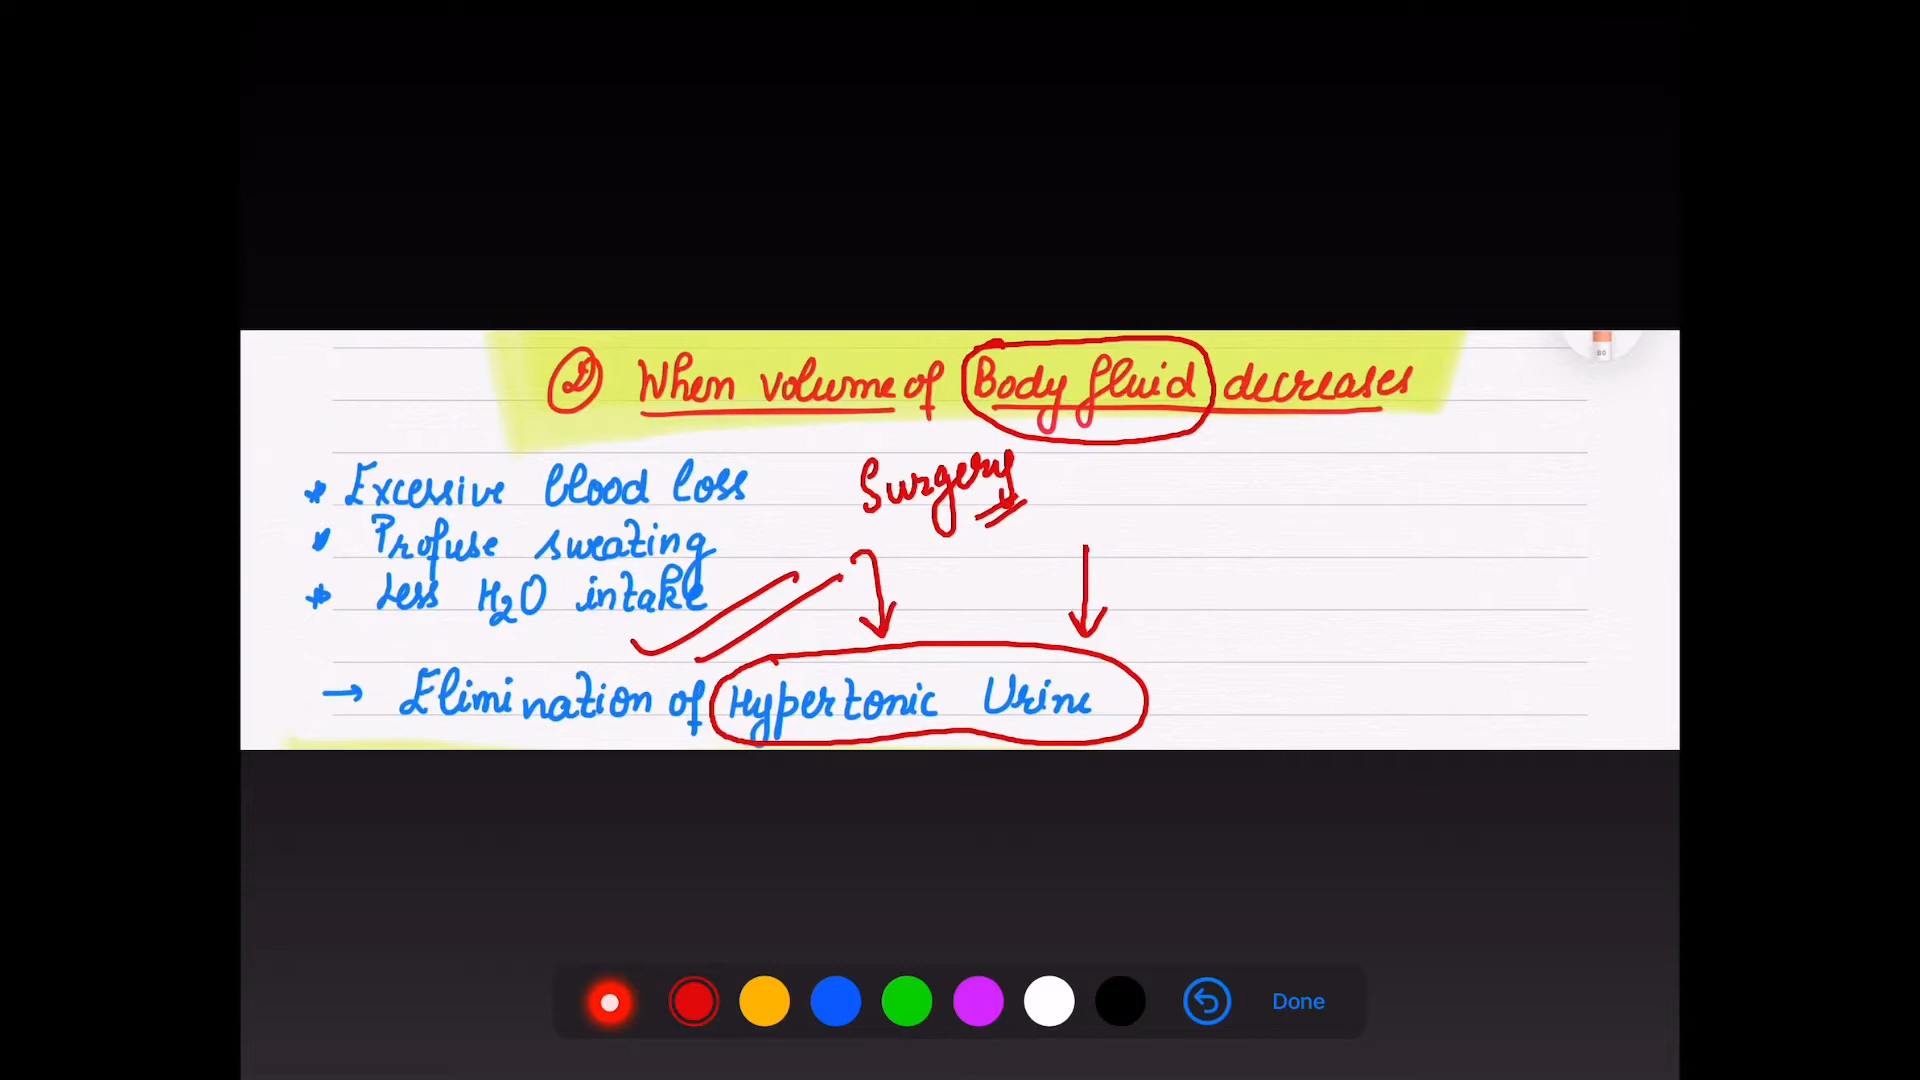 ② When volume of Body fluid decreases
* Excessive blood loss
Surgery
* Profuse sweating
* Less H2O intake
→ Elimination of Hypertonic Urine
Done